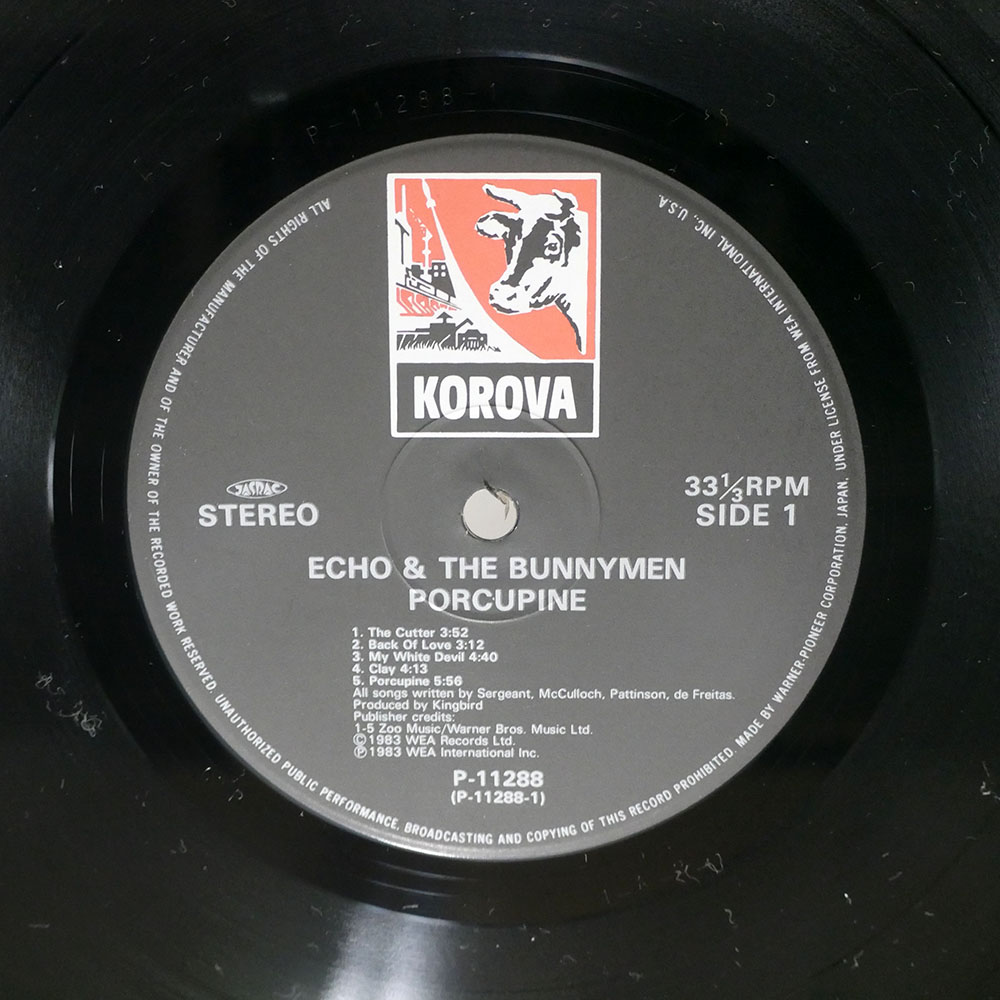 P-11288-1
KOROVA
JASRAC
STEREO
33 1/3 RPM
SIDE 1
ECHO & THE BUNNYMEN
PORCUPINE
1. The Cutter 3:52
2. Back Of Love 3:12
3. My White Devil 4:40
4. Clay 4:13
5. Porcupine 5:56
All songs written by Sergeant, McCulloch, Pattinson, de Freitas.
Produced by Kingbird
Publisher credits:
1-5 Zoo Music/Warner Bros. Music Ltd.
©1983 WEA Records Ltd.
℗1983 WEA International Inc.
P-11288
(P-11288-1)
ALL RIGHTS OF THE MANUFACTURER AND OF THE OWNER OF THE RECORDED WORK RESERVED. UNAUTHORIZED PUBLIC PERFORMANCE, BROADCASTING AND COPYING OF THIS RECORD PROHIBITED. MADE BY WARNER-PIONEER CORPORATION, JAPAN, UNDER LICENSE FROM WEA INTERNATIONAL INC., U.S.A.